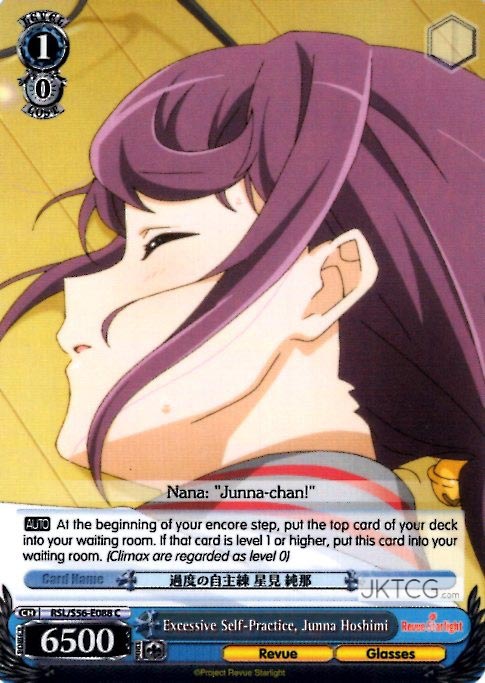 LEVEL
1
0
COST
Nana: "Junna-chan!"
AUTO At the beginning of your encore step, put the top card of your deck
into your waiting room. If that card is level 1 or higher, put this card into your
waiting room. (Climax are regarded as level 0)
Card Name 過度の自主練 星見 純那
JKTCG.com
CH RSL/S56-E088 C
Excessive Self-Practice, Junna Hoshimi Revue Starlight
POWER 6500 SOUL
Revue Glasses
©Project Revue Starlight